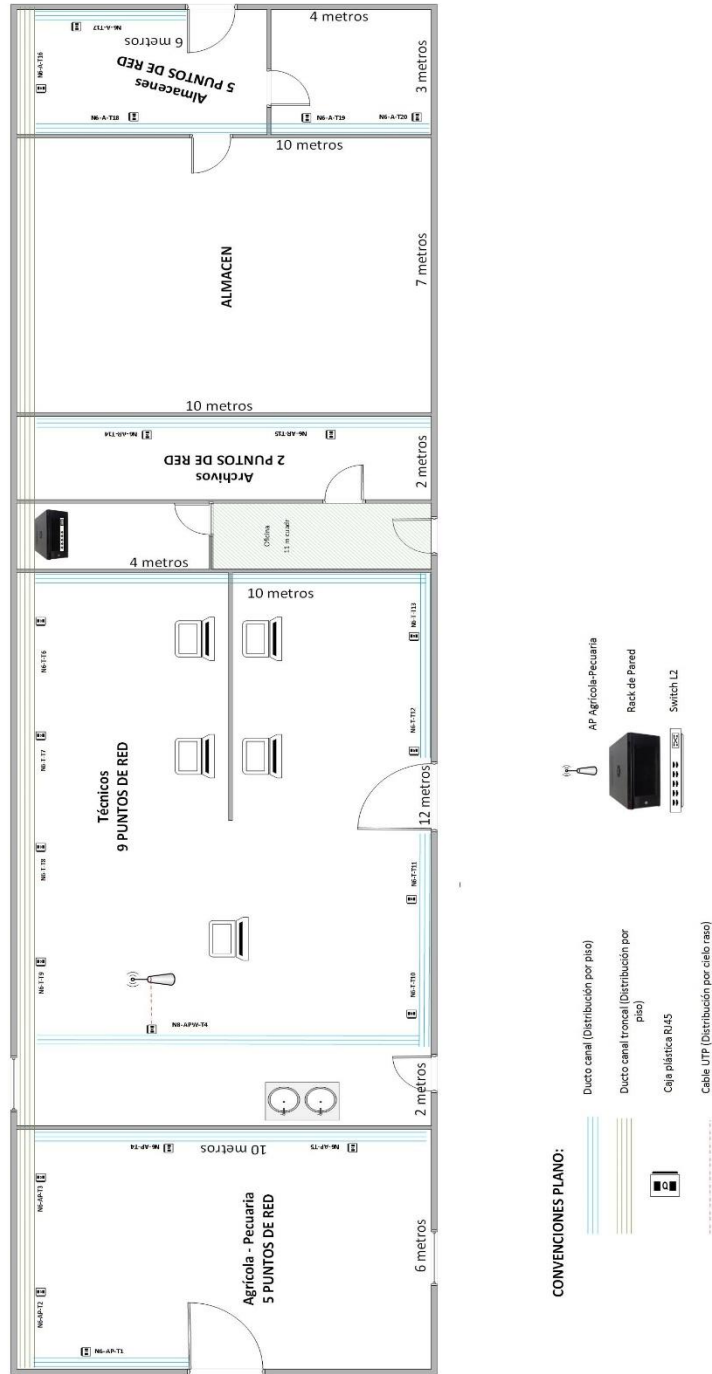 N6-A-T17
6 metros
Almacenes
5 PUNTOS DE RED
N6-A-T16
N6-A-T18
4 metros
3 metros
N6-A-T19
N6-A-T20
10 metros
ALMACEN
7 metros
10 metros
N6-AR-T14
N6-AR-T15
Archivos
2 PUNTOS DE RED
2 metros
4 metros
Oficina
11 m cuadr
10 metros
N6-T-T6
N6-T-T7
N6-T-T8
N6-T-T9
Técnicos
9 PUNTOS DE RED
N6-T-T13
N6-T-T12
12 metros
N6-T-T11
N6-T-T10
N8-APW-T4
2 metros
N6-AP-T4
10 metros
N6-AP-T5
N6-AP-T3
N6-AP-T2
N6-AP-T1
Agrícola - Pecuaria
5 PUNTOS DE RED
6 metros
CONVENCIONES PLANO:
Ducto canal (Distribución por piso)
Ducto canal troncal (Distribución por
piso)
Caja plástica RJ45
Cable UTP (Distribución por cielo raso)
AP Agrícola-Pecuaria
Rack de Pared
Switch L2